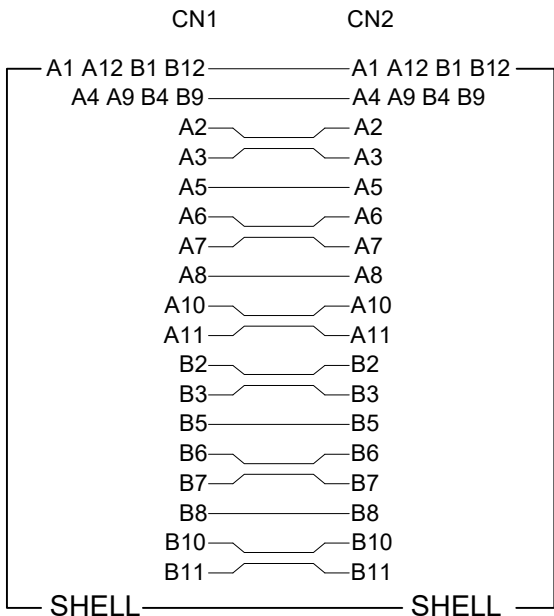 CN1 CN2
A1 A12 B1 B12 A1 A12 B1 B12
A4 A9 B4 B9 A4 A9 B4 B9
A2 A2
A3 A3
A5 A5
A6 A6
A7 A7
A8 A8
A10 A10
A11 A11
B2 B2
B3 B3
B5 B5
B6 B6
B7 B7
B8 B8
B10 B10
B11 B11
SHELL SHELL